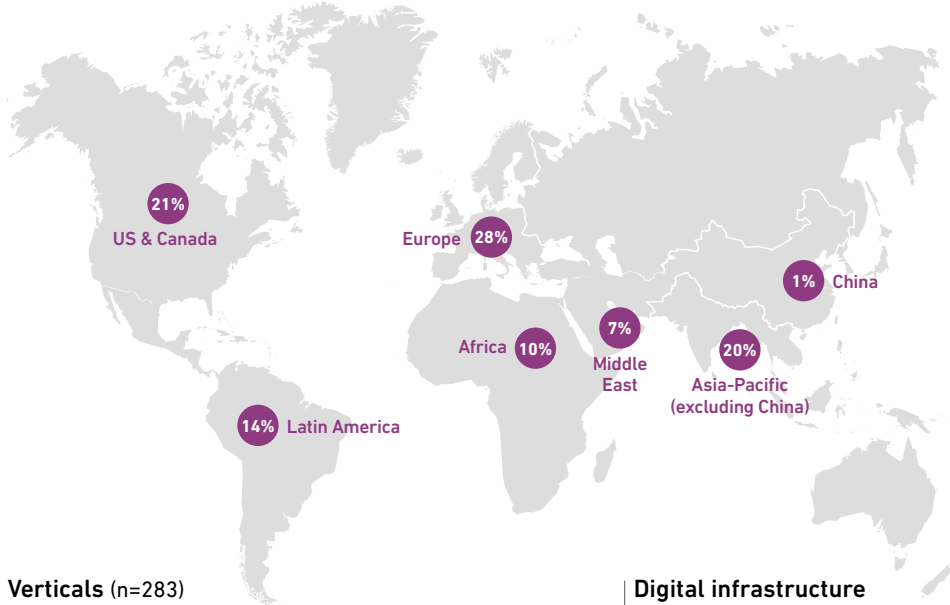 21%
US & Canada
Europe
28%
1%
China
Africa
10%
7%
Middle
East
20%
Asia-Pacific
(excluding China)
14%
Latin America
Verticals (n=283)
Digital infrastructure